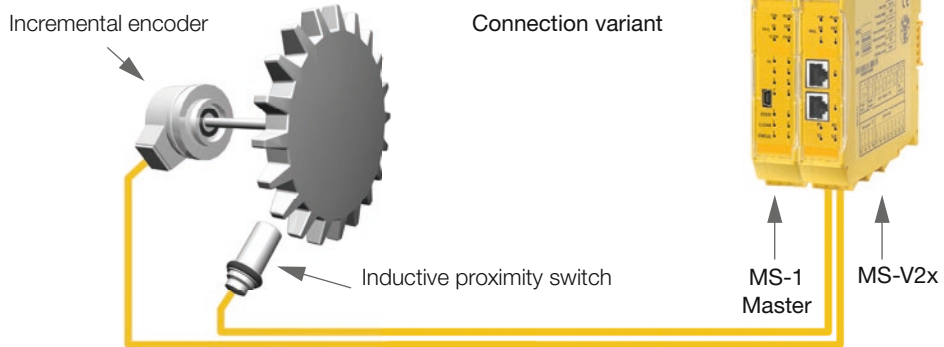 Incremental encoder
Connection variant
Inductive proximity switch
MS-1
Master
MS-V2x